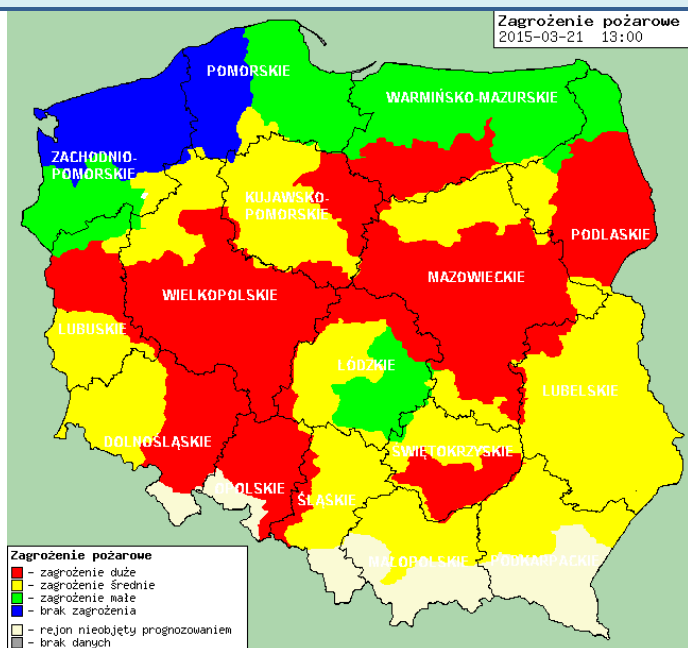 Zagrożenie pożarowe
2015-03-21 13:00
POMORSKIE
WARMIŃSKO-MAZURSKIE
ZACHODNIO-
POMORSKIE
KUJAWSKO-
POMORSKIE
PODLASKIE
MAZOWIECKIE
WIELKOPOLSKIE
LUBUSKIE
ŁÓDZKIE
LUBELSKIE
DOLNOŚLĄSKIE
ŚWIĘTOKRZYSKIE
OPOLSKIE
ŚLĄSKIE
MAŁOPOLSKIE
PODKARPACKIE
Zagrożenie pożarowe
- zagrożenie duże
- zagrożenie średnie
- zagrożenie małe
- brak zagrożenia
- rejon nieobjęty prognozowaniem
- brak danych